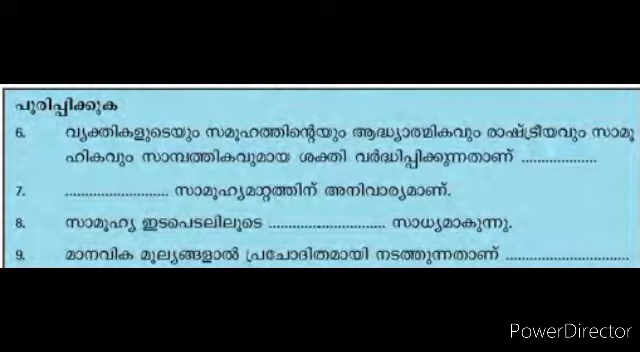 പൂരിപ്പിക്കുക
6. വ്യക്തികളുടെയും സമൂഹത്തിന്റെയും ആദ്ധ്യാത്മികവും രാഷ്ട്രീയവും സാമൂ
ഹികവും സാമ്പത്തികവുമായ ശക്തി വർദ്ധിപ്പിക്കുന്നതാണ് ..................
7. ......................... സാമൂഹ്യമാറ്റത്തിന് അനിവാര്യമാണ്.
8. സാമൂഹ്യ ഇടപെടലിലൂടെ ............................ സാധ്യമാകുന്നു.
9. മാനവിക മൂല്യങ്ങളാൽ പ്രചോദിതമായി നടത്തുന്നതാണ് ..............................
PowerDirector